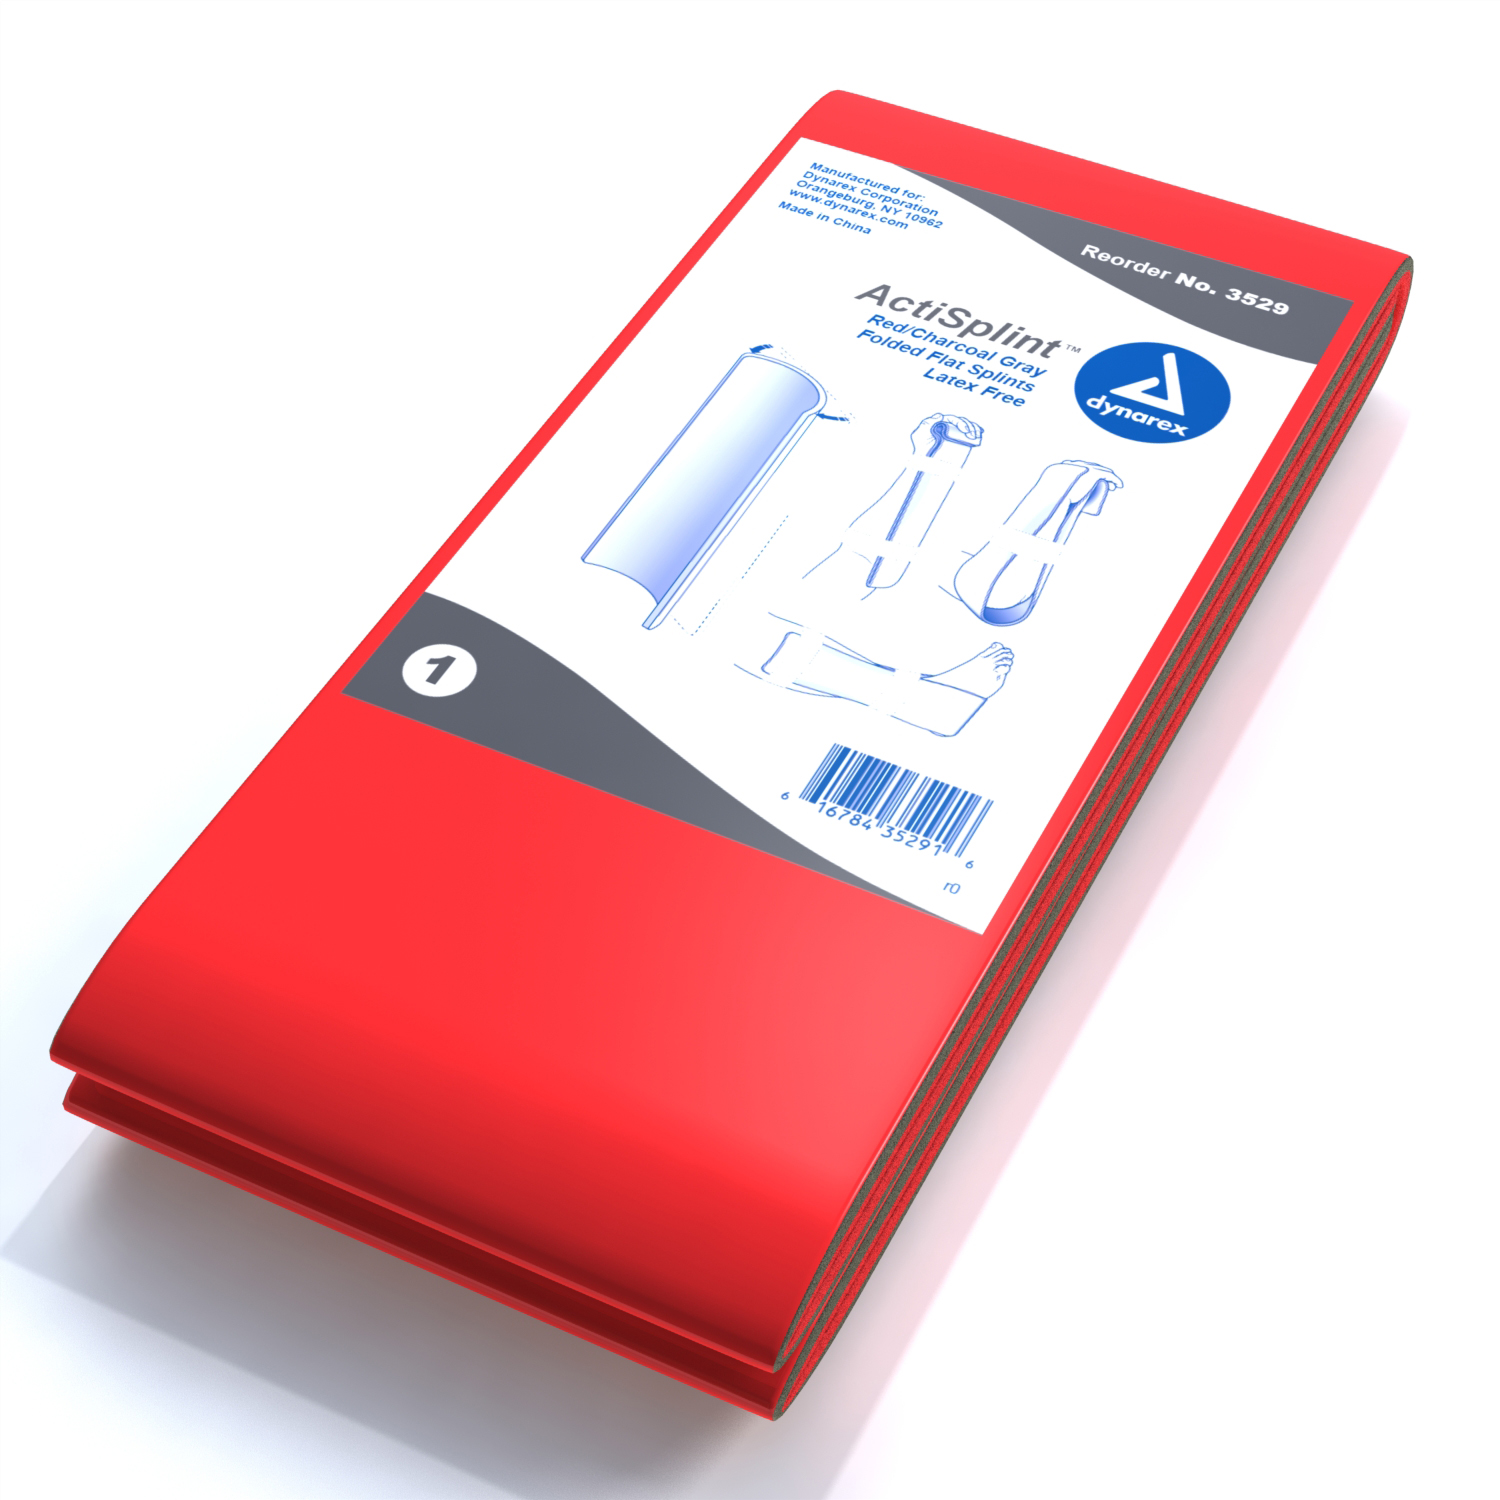 Manufactured for:
Dynarex Corporation
Orangeburg, NY 10962
www.dynarex.com
Made in China
Reorder No. 3529
ActiSplint™
Red/Charcoal Gray
Folded Flat Splints
Latex Free
dynarex
1
6 16784 35291 6
r0